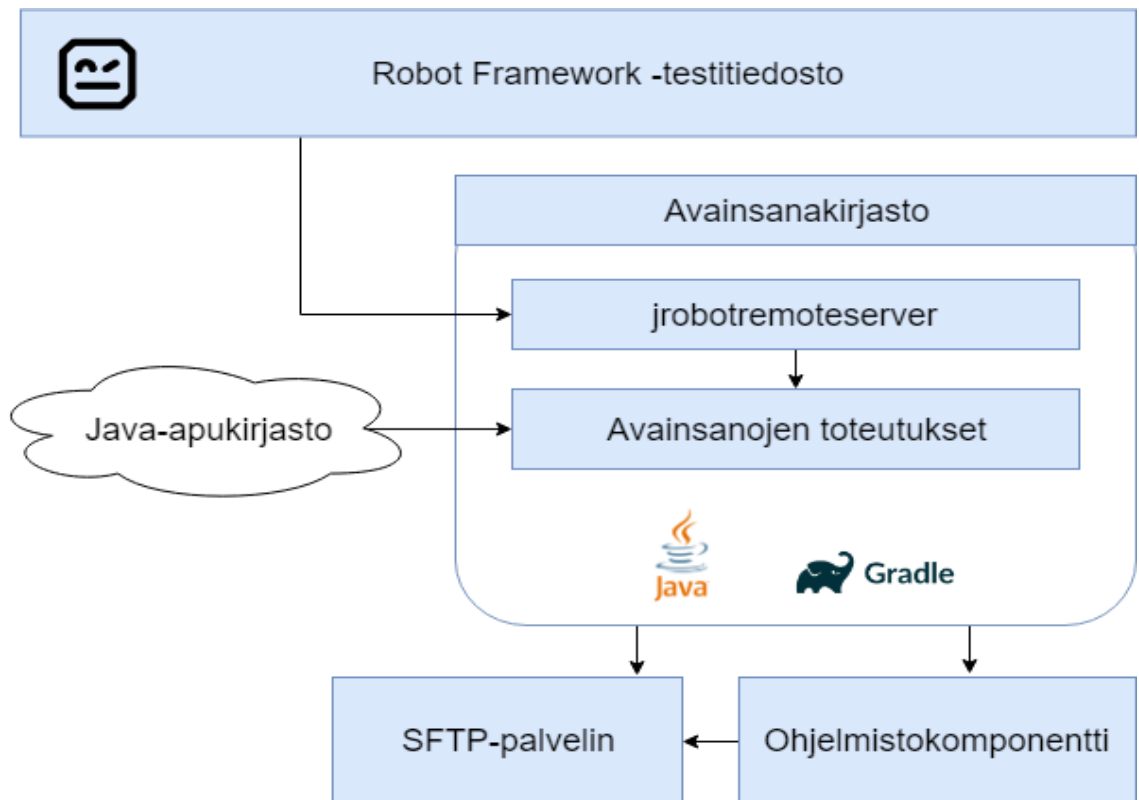 Robot Framework -testitiedosto
Avainsanakirjasto
jrobotremoteserver
Java-apukirjasto
Avainsanojen toteutukset
Java
Gradle
SFTP-palvelin
Ohjelmistokomponentti